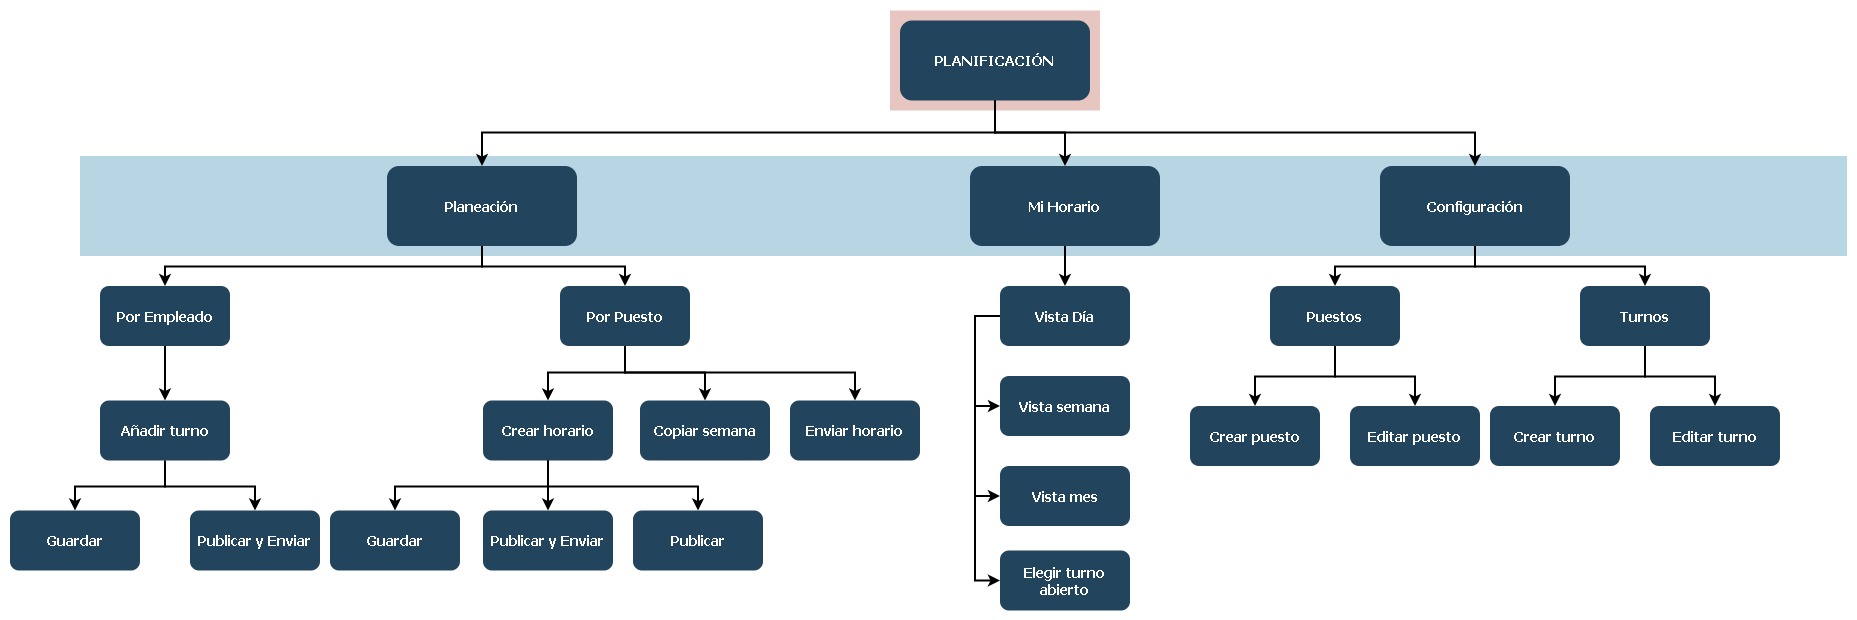 PLANIFICACIÓN
Planeación
Mi Horario
Configuración
Por Empleado
Por Puesto
Vista Día
Puestos
Turnos
Añadir turno
Crear horario
Copiar semana
Enviar horario
Vista semana
Crear puesto
Editar puesto
Crear turno
Editar turno
Vista mes
Guardar
Publicar y Enviar
Guardar
Publicar y Enviar
Publicar
Elegir turno
abierto